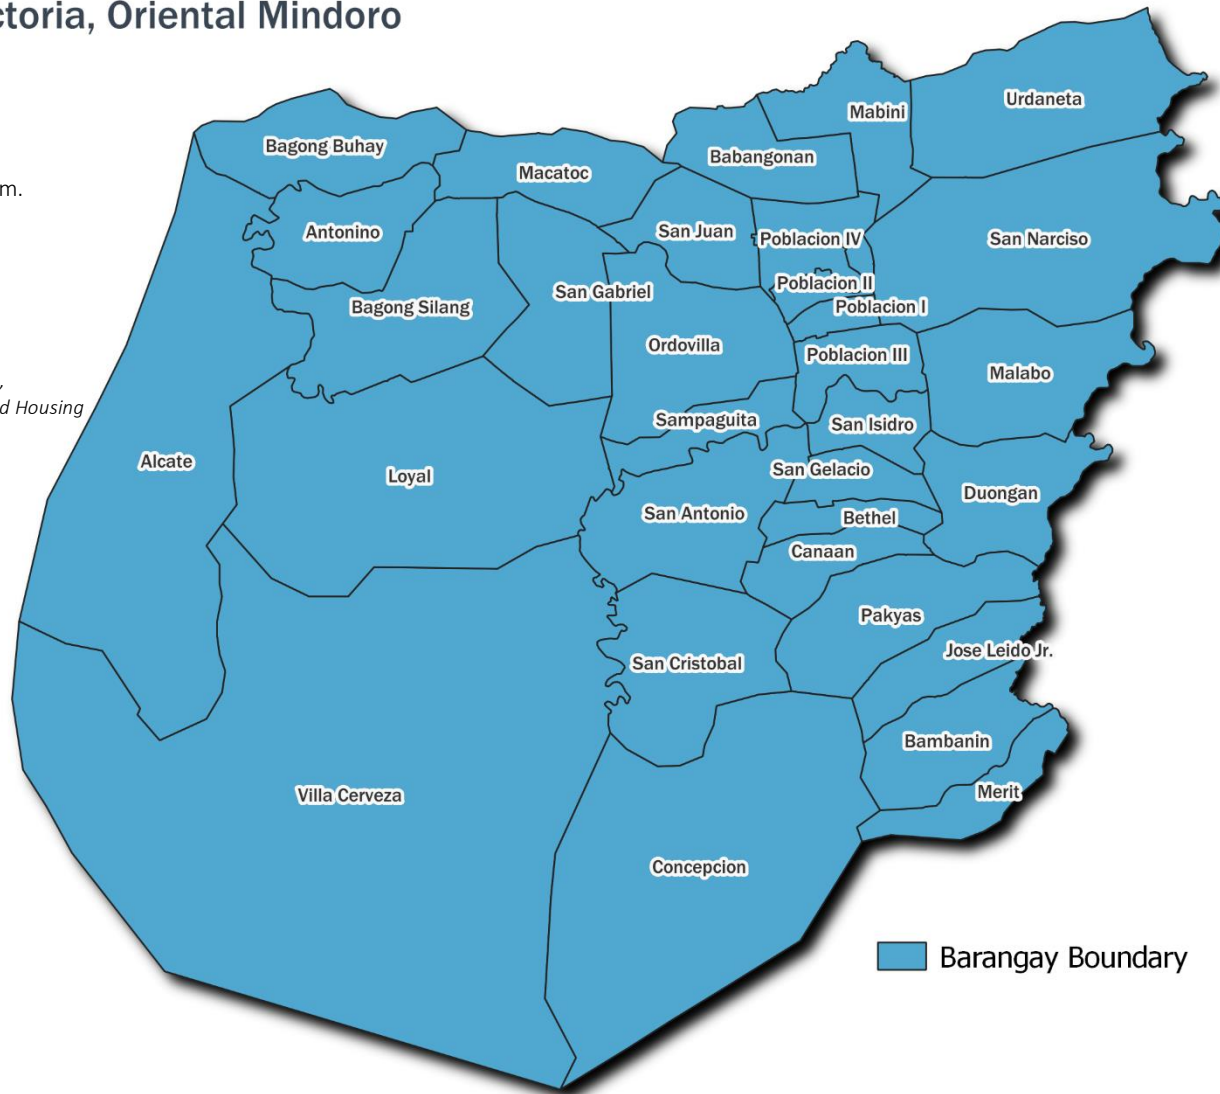 ctoria, Oriental Mindoro
m.
,
d Housing
Urdaneta
Mabini
Bagong Buhay
Babangonan
Macatoc
Antonino
San Juan
Poblacion IV
San Narciso
Poblacion II
San Gabriel
Bagong Silang
Poblacion I
Ordovilla
Poblacion III
Malabo
Sampaguita
San Isidro
Alcate
San Gelacio
Loyal
Duongan
San Antonio
Bethel
Canaan
Pakyas
Jose Leido Jr.
San Cristobal
Bambanin
Merit
Villa Cerveza
Concepcion
Barangay Boundary